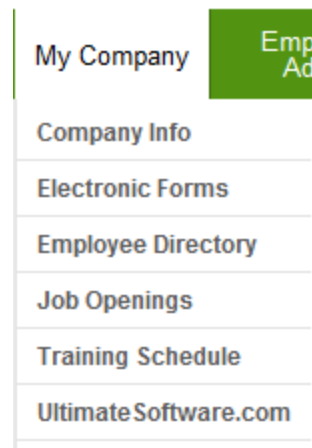 My Company
Company Info
Electronic Forms
Employee Directory
Job Openings
Training Schedule
UltimateSoftware.com